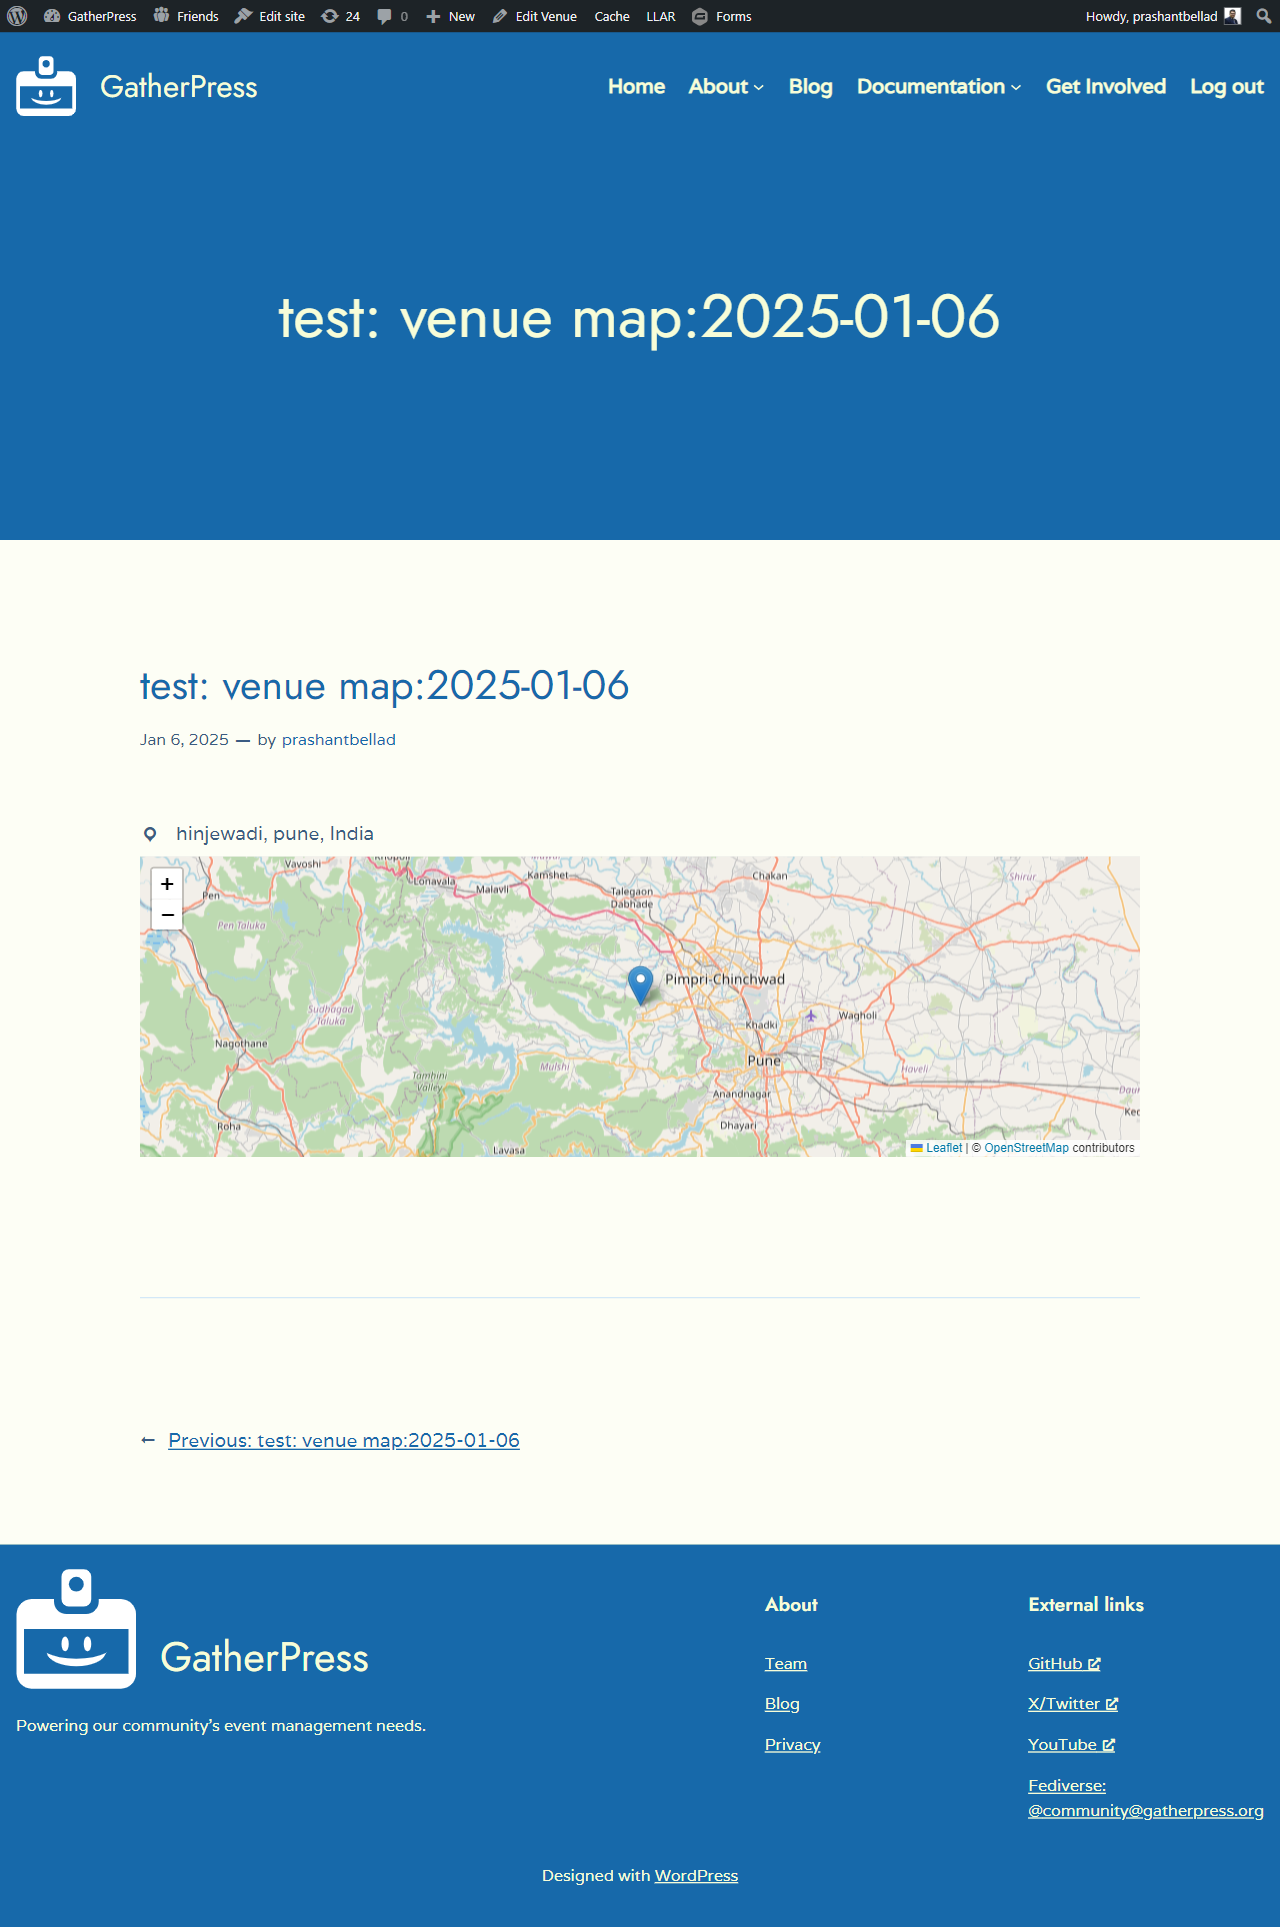 GatherPress Friends Edit site 24 0 New Edit Venue Cache LLAR Forms Howdy, prashantbellad
GatherPress Home About Blog Documentation Get Involved Log out
test: venue map:2025-01-06
test: venue map:2025-01-06
Jan 6, 2025 — by prashantbellad
hinjewadi, pune, India
Vavoshi
Khopoli
Kamshet
Chakan
Shirur
+
Lonavala
Malavli
Talegaon
Dabhade
Pen
−
Pen Taluka
Pimpri-Chinchwad
Sudhagad
Taluka
Wagholi
Khadki
Nagothane
Pune
Mulshi
Haveli
Tamhini
Valley
Anandnagar
Roha
Dhayari
Lavasa
Leaflet | © OpenStreetMap contributors
← Previous: test: venue map:2025-01-06
GatherPress
Powering our community's event management needs.
About
Team
Blog
Privacy
External links
GitHub
X/Twitter
YouTube
Fediverse:
@community@gatherpress.org
Designed with WordPress